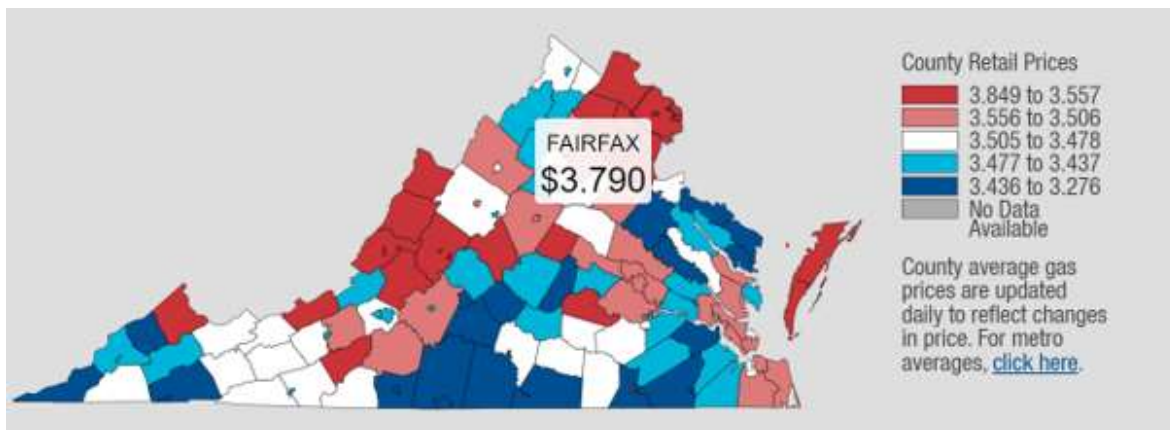 FAIRFAX
$3.790
County Retail Prices
3.849 to 3.557
3.556 to 3.506
3.505 to 3.478
3.477 to 3.437
3.436 to 3.276
No Data
Available
County average gas
prices are updated
daily to reflect changes
in price. For metro
averages, click here.